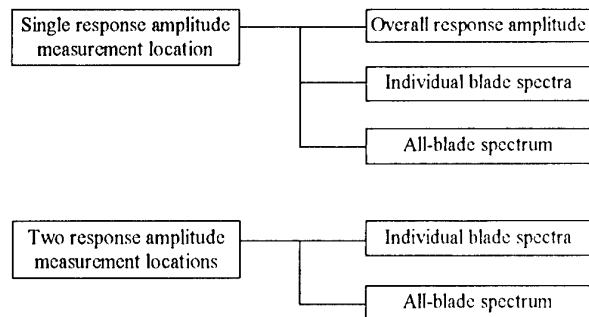 Single response amplitude
measurement location
Overall response amplitude
Individual blade spectra
All-blade spectrum
Two response amplitude
measurement locations
Individual blade spectra
All-blade spectrum